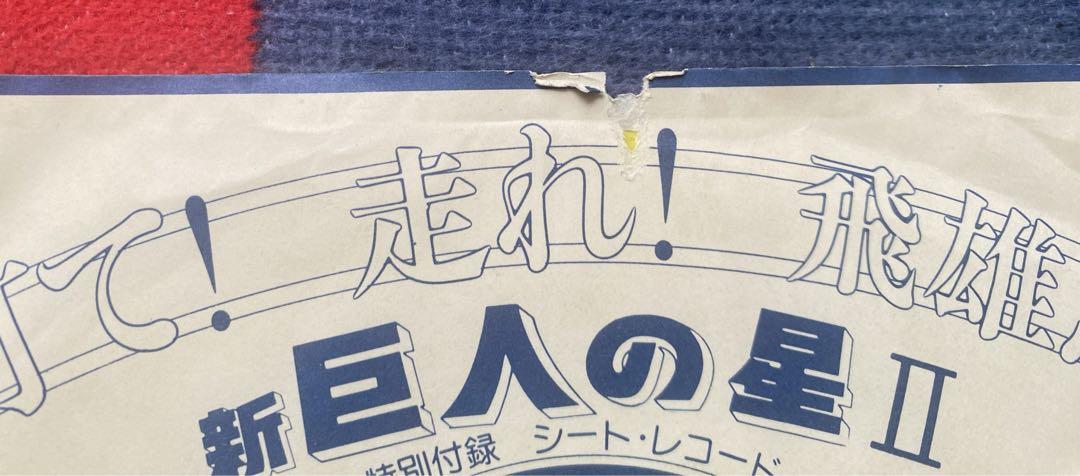 て！走れ！飛雄
新巨人の星II
特別付録 シート・レコード